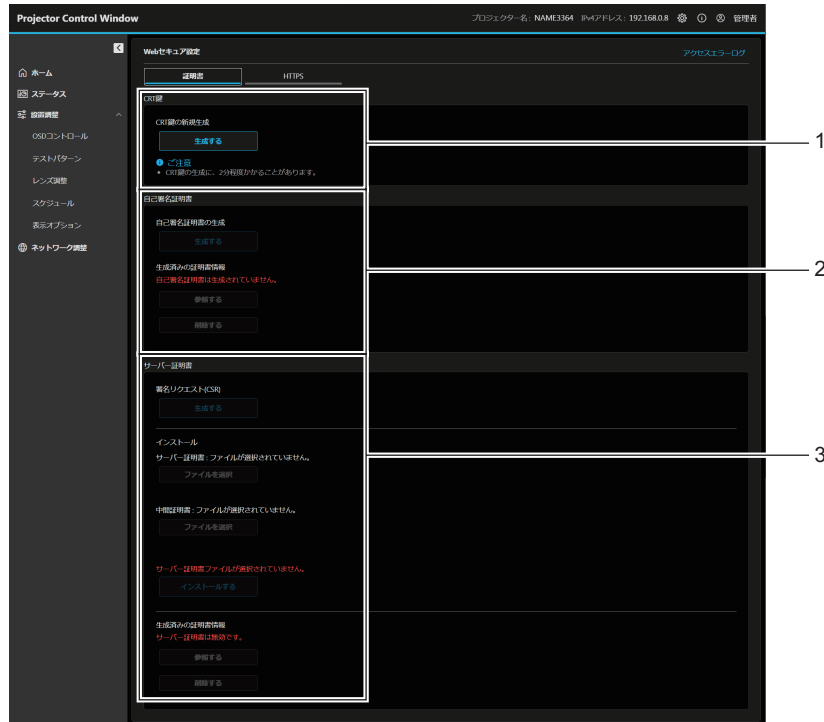 Projector Control Window
プロジェクター名: NAME3364 IPv4アドレス: 192.168.0.8 管理者
Webセキュア設定
アクセスエラーログ
ホーム
ステータス
設置調整
OSDコントロール
テストパターン
レンズ調整
スケジュール
表示オプション
ネットワーク調整
証明書 HTTPS
CRT鍵
CRT鍵の新規生成
生成する
ご注意
• CRT鍵の生成に、2分程度かかることがあります。
1
自己署名証明書
自己署名証明書の生成
生成する
生成済みの証明書情報
自己署名証明書は生成されていません。
参照する
削除する
2
サーバー証明書
署名リクエスト(CSR)
生成する
インストール
サーバー証明書 : ファイルが選択されていません。
ファイルを選択
中間証明書 : ファイルが選択されていません。
ファイルを選択
サーバー証明書ファイルが選択されていません。
インストールする
生成済みの証明書情報
サーバー証明書は無効です。
参照する
削除する
3